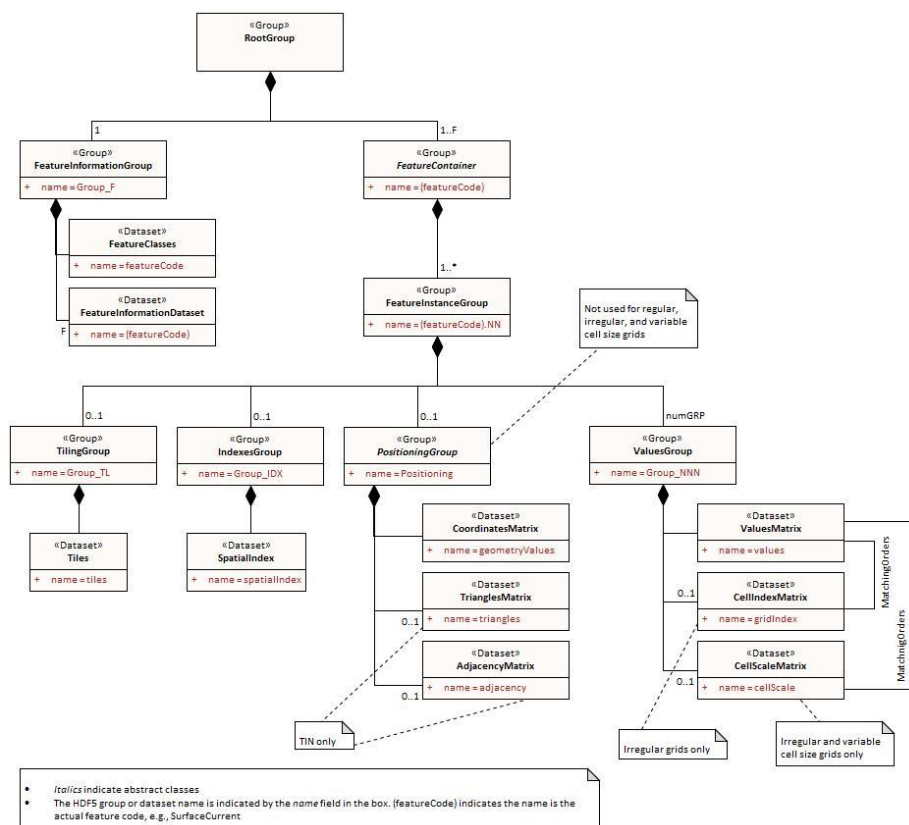 «Group»
RootGroup
1
1..F
«Group»
FeatureInformationGroup
+ name = Group_F
«Group»
FeatureContainer
+ name = (featureCode)
«Dataset»
FeatureClasses
+ name = featureCode
«Dataset»
FeatureInformationDataset
+ name = (featureCode)
F
1..*
«Group»
FeatureInstanceGroup
+ name = (featureCode).NN
Not used for regular,
irregular, and variable
cell size grids
0..1
0..1
0..1
numGRP
«Group»
TilingGroup
+ name = Group_TL
«Group»
IndexesGroup
+ name = Group_IDX
«Group»
PositioningGroup
+ name = Positioning
«Group»
ValuesGroup
+ name = Group_NNN
«Dataset»
Tiles
+ name = tiles
«Dataset»
SpatialIndex
+ name = spatialIndex
«Dataset»
CoordinatesMatrix
+ name = geometryValues
«Dataset»
TrianglesMatrix
+ name = triangles
0..1
«Dataset»
AdjacencyMatrix
+ name = adjacency
0..1
«Dataset»
ValuesMatrix
+ name = values
«Dataset»
CellIndexMatrix
+ name = gridIndex
0..1
«Dataset»
CellScaleMatrix
+ name = cellScale
0..1
MatchingOrders
MatchnigOrders
TIN only
Irregular grids only
Irregular and variable
cell size grids only
• Italics indicate abstract classes
• The HDF5 group or dataset name is indicated by the name field in the box. (featureCode) indicates the name is the
actual feature code, e.g., SurfaceCurrent